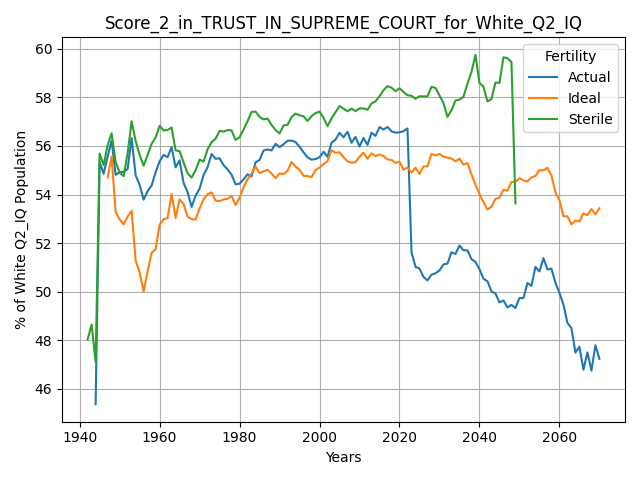 Score_2_in_TRUST_IN_SUPREME_COURT_for_White_Q2_IQ
% of White Q2_IQ Population
60
58
56
54
52
50
48
46
Fertility
Actual
Ideal
Sterile
1940 1960 1980 2000 2020 2040 2060
Years